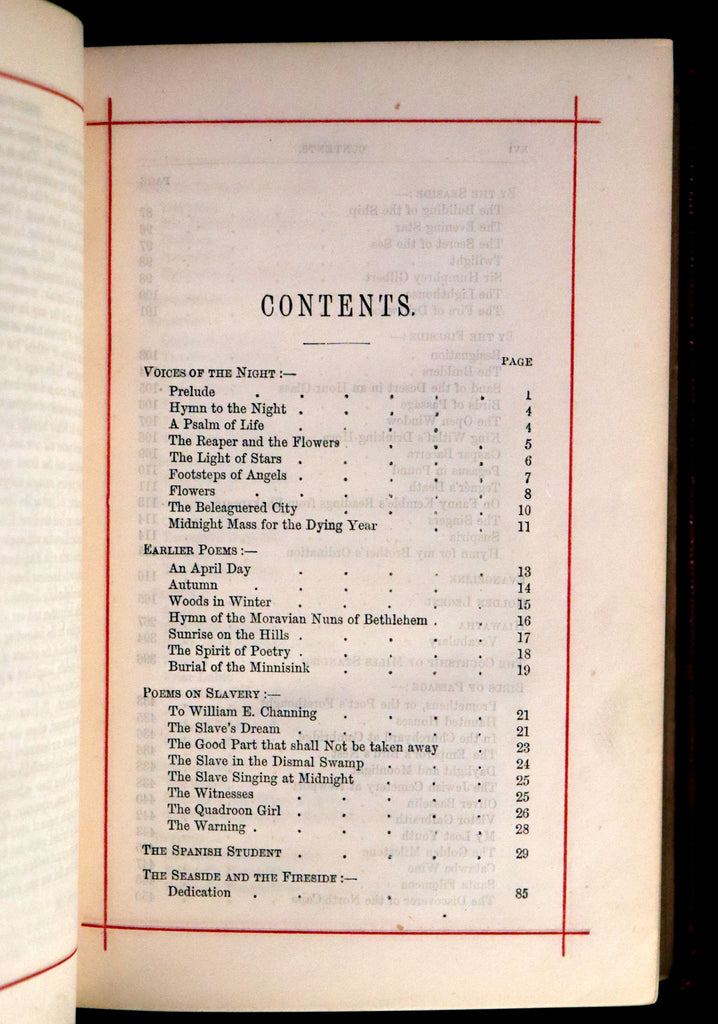 CONTENTS.
PAGE
VOICES OF THE NIGHT :—
Prelude . . . . . . 1
Hymn to the Night . . . . . 4
A Psalm of Life . . . . . 4
The Reaper and the Flowers . . . . 5
The Light of Stars . . . . . 6
Footsteps of Angels . . . . . 7
Flowers . . . . . . 8
The Beleaguered City . . . . 10
Midnight Mass for the Dying Year . . 11
EARLIER POEMS :—
An April Day . . . . . 13
Autumn . . . . . . 14
Woods in Winter . . . . . 15
Hymn of the Moravian Nuns of Bethlehem . . 16
Sunrise on the Hills . . . . . 17
The Spirit of Poetry . . . . . 18
Burial of the Minnisink . . . . 19
POEMS ON SLAVERY :—
To William E. Channing . . . . 21
The Slave's Dream . . . . . 21
The Good Part that shall Not be taken away . 23
The Slave in the Dismal Swamp . . . 24
The Slave Singing at Midnight . . . 25
The Witnesses . . . . . 25
The Quadroon Girl . . . . . 26
The Warning . . . . . . 28
THE SPANISH STUDENT . . . . . 29
THE SEASIDE AND THE FIRESIDE :—
Dedication . . . . 85